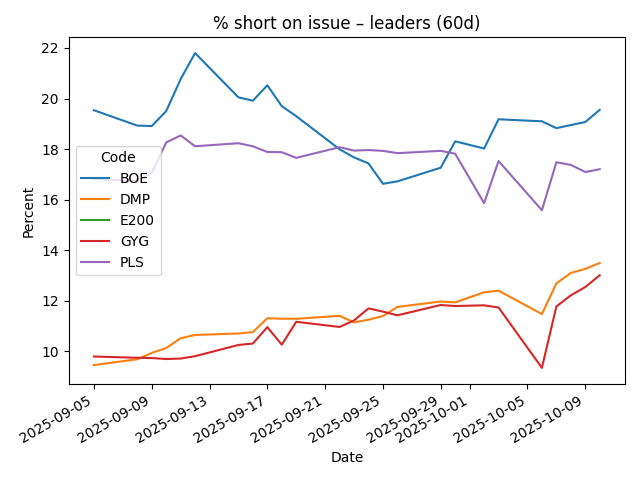 % short on issue – leaders (60d)
22
20
18
16
14
12
10
Percent
Code
BOE
DMP
E200
GYG
PLS
2025-09-05
2025-09-09
2025-09-13
2025-09-17
2025-09-21
2025-09-25
2025-09-29
2025-10-01
2025-10-05
2025-10-09
Date